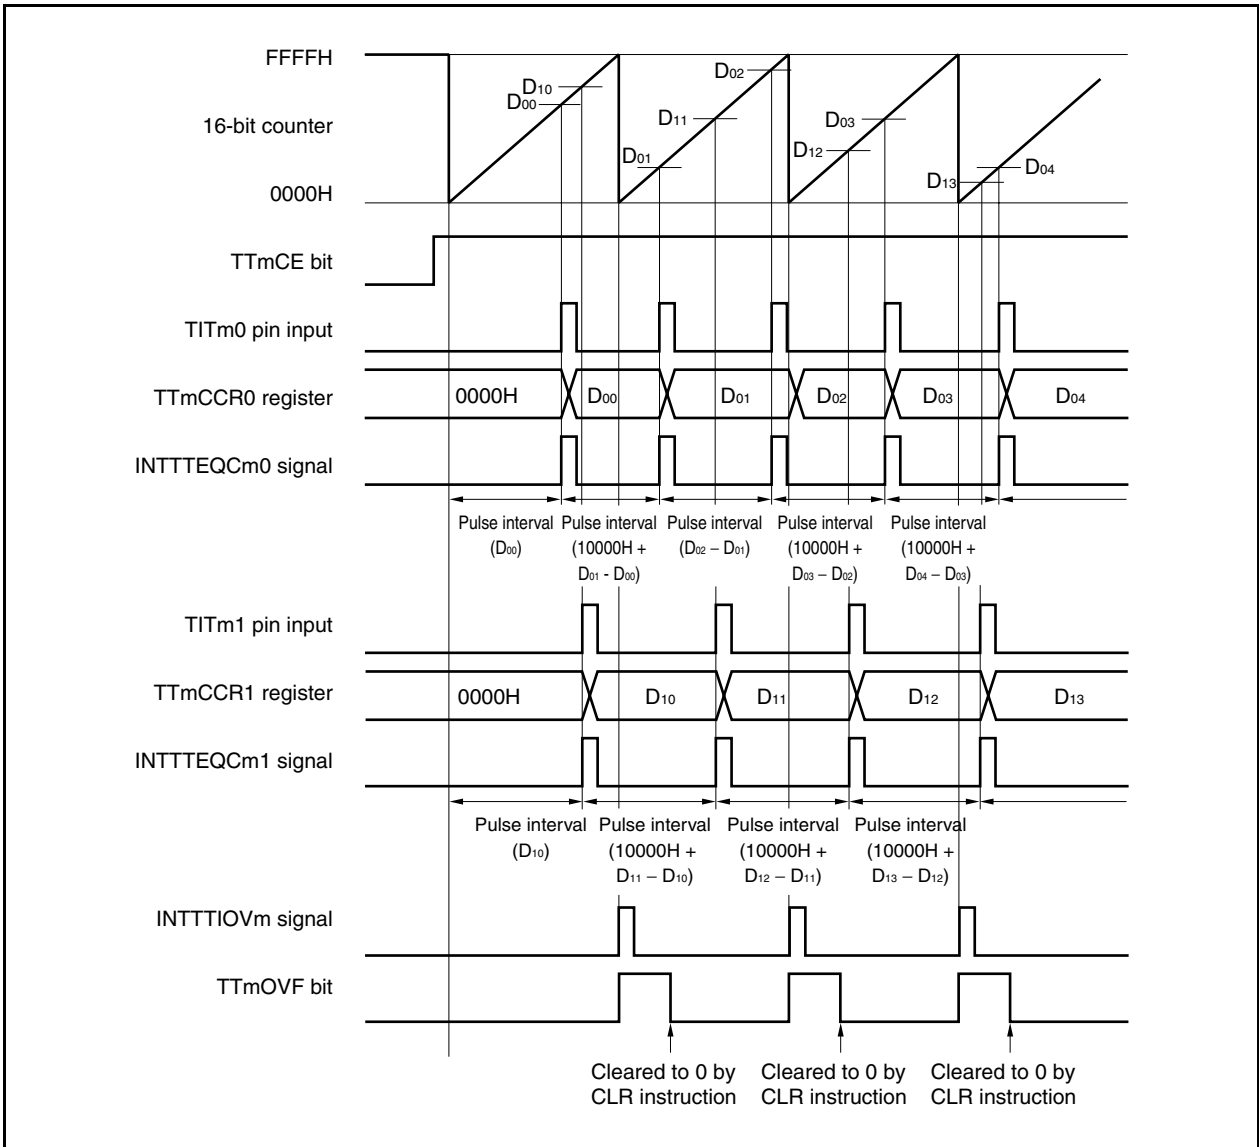 FFFFH
D10
D00
D02
16-bit counter
D11
D03
D01
D12
D13
D04
0000H
TTmCE bit
TITm0 pin input
TTmCCR0 register
0000H
D00
D01
D02
D03
D04
INTTTEQCm0 signal
Pulse interval
(D00)
Pulse interval
(10000H +
D01 - D00)
Pulse interval
(D02 – D01)
Pulse interval
(10000H +
D03 – D02)
Pulse interval
(10000H +
D04 – D03)
TITm1 pin input
TTmCCR1 register
0000H
D10
D11
D12
D13
INTTTEQCm1 signal
Pulse interval
(D10)
Pulse interval
(10000H +
D11 – D10)
Pulse interval
(10000H +
D12 – D11)
Pulse interval
(10000H +
D13 – D12)
INTTTIOVm signal
TTmOVF bit
Cleared to 0 by
CLR instruction
Cleared to 0 by
CLR instruction
Cleared to 0 by
CLR instruction